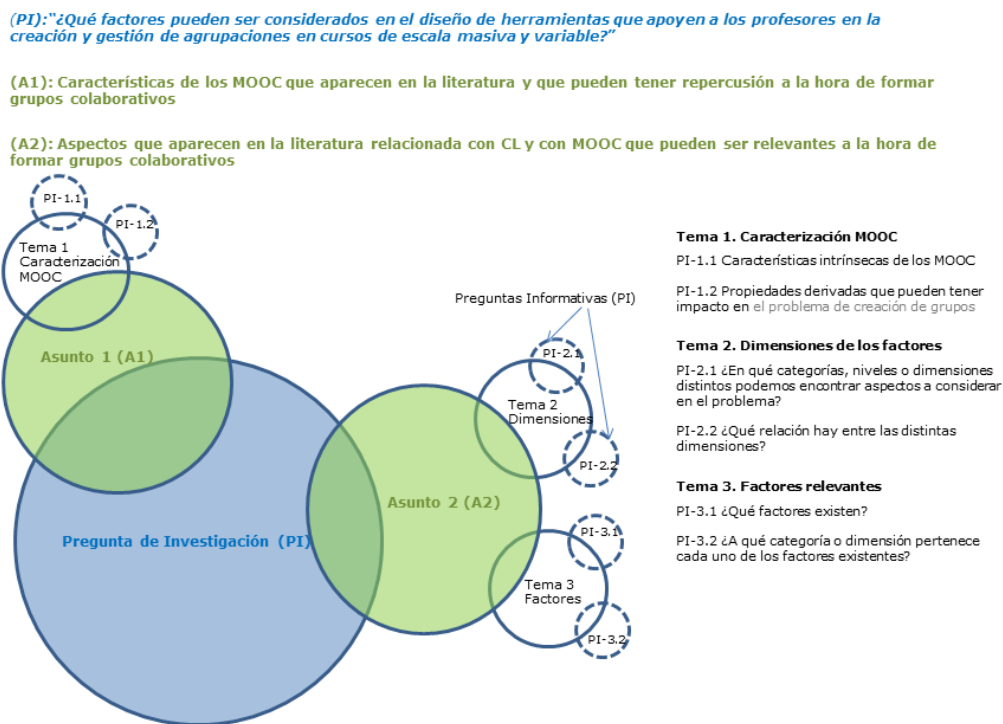 (PI):“¿Qué factores pueden ser considerados en el diseño de herramientas que apoyen a los profesores en la
creación y gestión de agrupaciones en cursos de escala masiva y variable?”
(A1): Características de los MOOC que aparecen en la literatura y que pueden tener repercusión a la hora de formar
grupos colaborativos
(A2): Aspectos que aparecen en la literatura relacionada con CL y con MOOC que pueden ser relevantes a la hora de
formar grupos colaborativos
PI-1.1
PI-1.2
Tema 1
Caracterización
MOOC
Asunto 1 (A1)
Pregunta de Investigación (PI)
Asunto 2 (A2)
Preguntas Informativas (PI)
PI-2.1
Tema 2
Dimensiones
PI-2.2
PI-3.1
Tema 3
Factores
PI-3.2
Tema 1. Caracterización MOOC
PI-1.1 Características intrínsecas de los MOOC
PI-1.2 Propiedades derivadas que pueden tener
impacto en el problema de creación de grupos
Tema 2. Dimensiones de los factores
PI-2.1 ¿En qué categorías, niveles o dimensiones
distintos podemos encontrar aspectos a considerar
en el problema?
PI-2.2 ¿Qué relación hay entre las distintas
dimensiones?
Tema 3. Factores relevantes
PI-3.1 ¿Qué factores existen?
PI-3.2 ¿A qué categoría o dimensión pertenece
cada uno de los factores existentes?